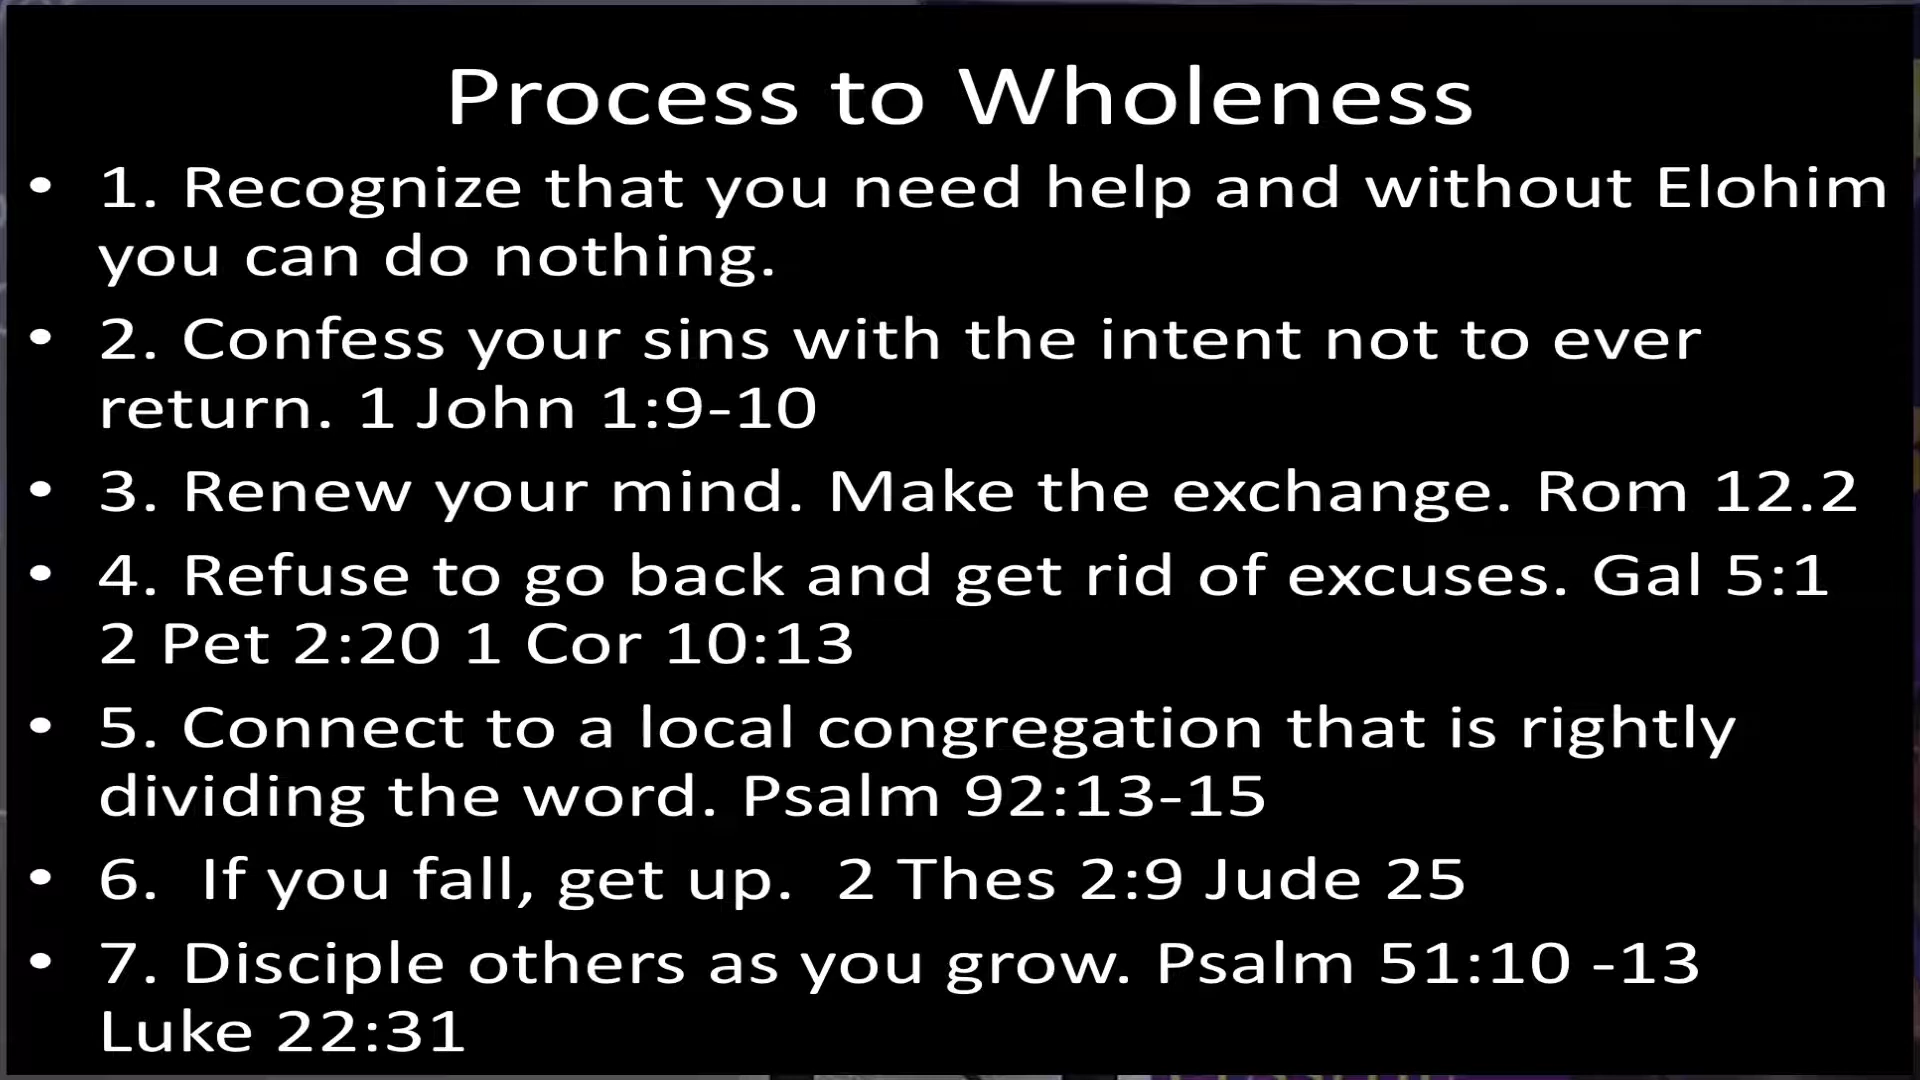 Process to Wholeness
• 1. Recognize that you need help and without Elohim
you can do nothing.
• 2. Confess your sins with the intent not to ever
return. 1 John 1:9-10
• 3. Renew your mind. Make the exchange. Rom 12.2
• 4. Refuse to go back and get rid of excuses. Gal 5:1
2 Pet 2:20 1 Cor 10:13
• 5. Connect to a local congregation that is rightly
dividing the word. Psalm 92:13-15
• 6.  If you fall, get up.  2 Thes 2:9 Jude 25
• 7. Disciple others as you grow. Psalm 51:10 -13
Luke 22:31